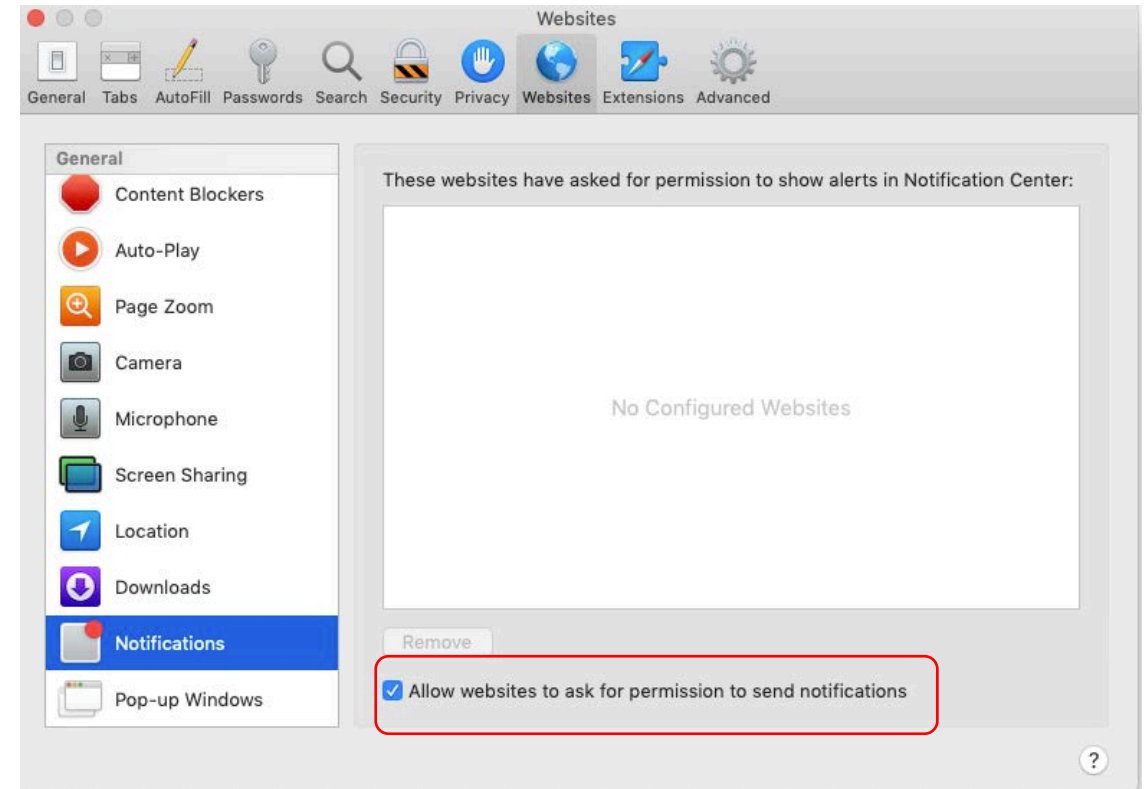 Websites
General Tabs AutoFill Passwords Search Security Privacy Websites Extensions Advanced
General
Content Blockers
Auto-Play
Page Zoom
Camera
Microphone
Screen Sharing
Location
Downloads
Notifications
Pop-up Windows
These websites have asked for permission to show alerts in Notification Center:
No Configured Websites
Remove
Allow websites to ask for permission to send notifications
?